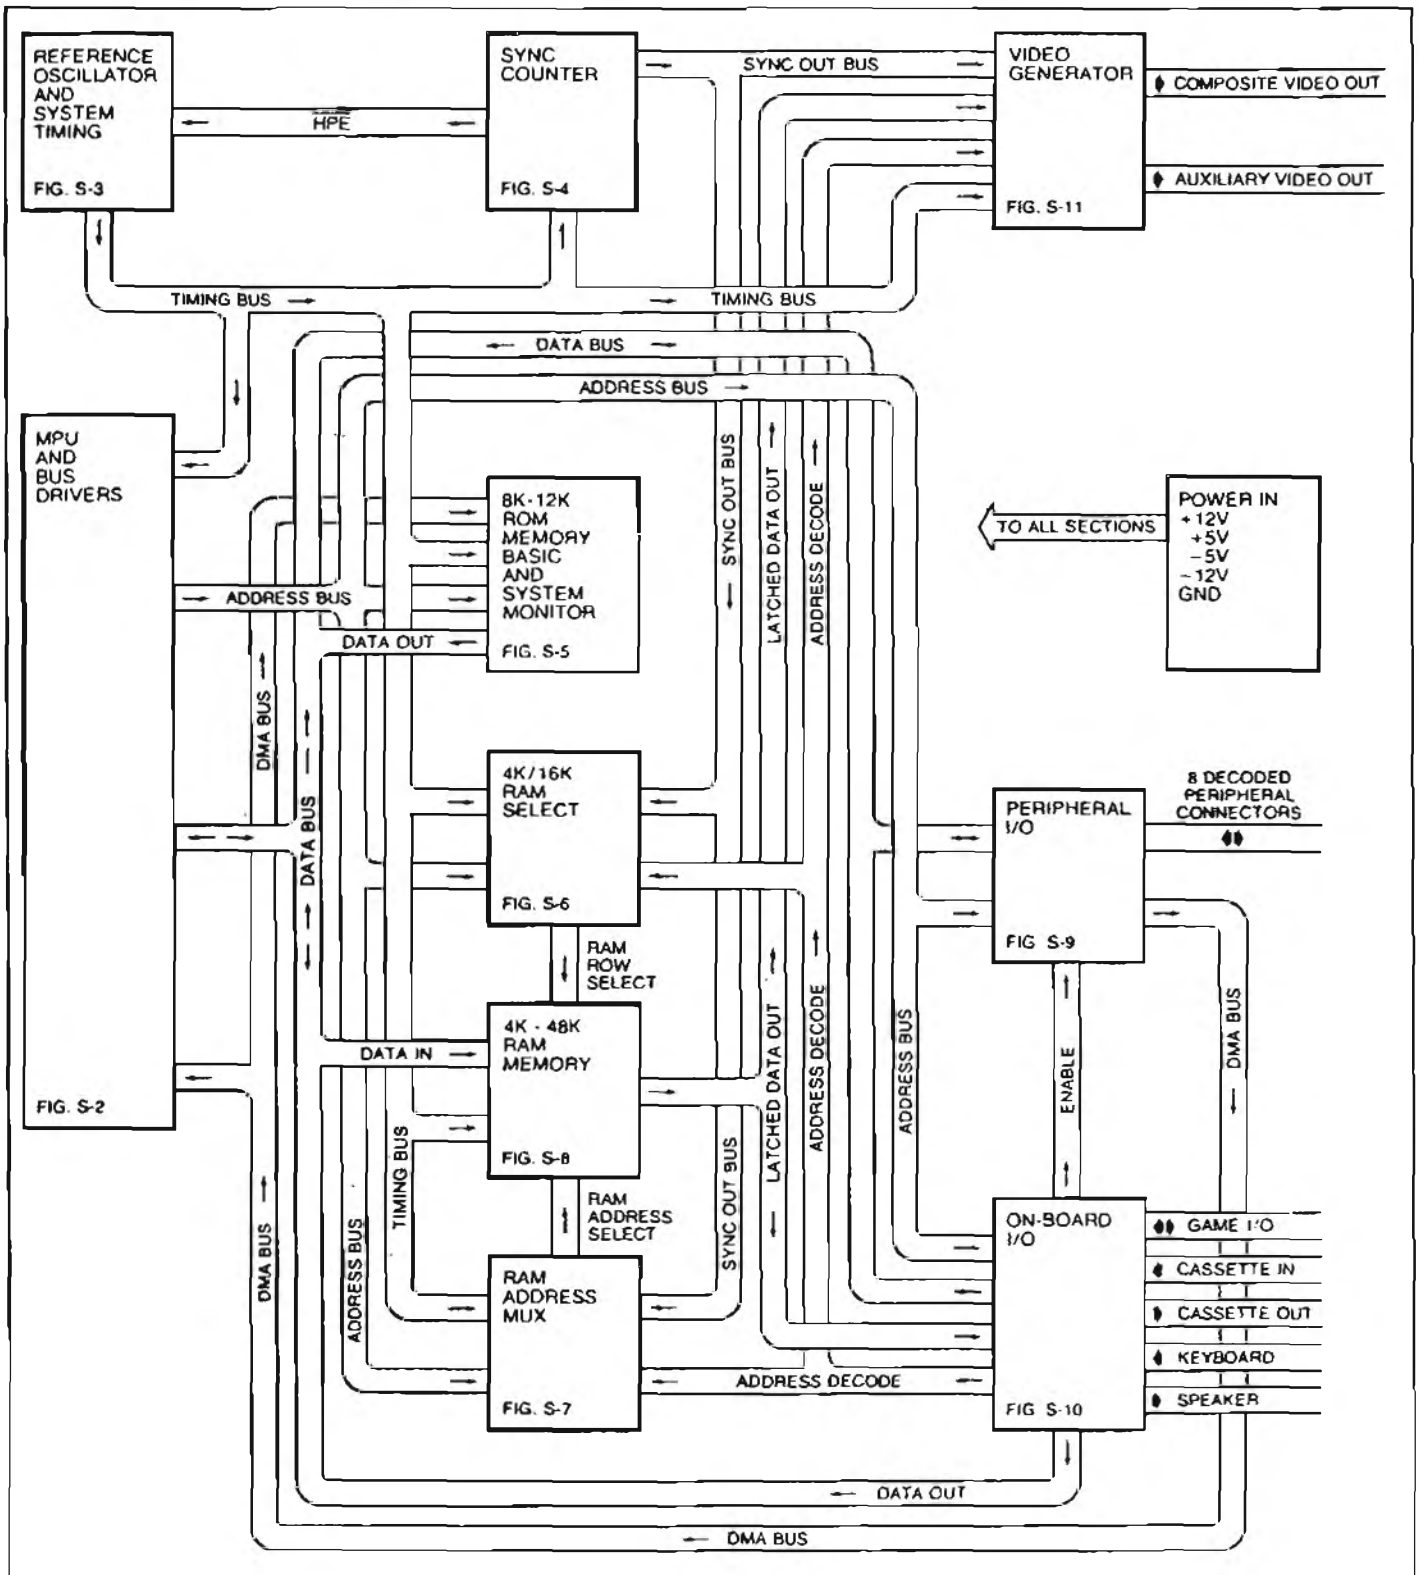 REFERENCE
OSCILLATOR
AND
SYSTEM
TIMING
FIG. S-3
HPE
SYNC
COUNTER
FIG. S-4
SYNC OUT BUS
VIDEO
GENERATOR
FIG. S-11
COMPOSITE VIDEO OUT
AUXILIARY VIDEO OUT
TIMING BUS
TIMING BUS
DATA BUS
ADDRESS BUS
MPU
AND
BUS
DRIVERS
FIG. S-2
8K-12K
ROM
MEMORY
BASIC
AND
SYSTEM
MONITOR
FIG. S-5
ADDRESS BUS
DATA OUT
SYNC OUT BUS
LATCHED DATA OUT
ADDRESS DECODE
TO ALL SECTIONS
POWER IN
+12V
+5V
-5V
-12V
GND
DMA BUS
DATA BUS
4K/16K
RAM
SELECT
FIG. S-6
RAM
ROW
SELECT
PERIPHERAL
I/O
FIG S-9
8 DECODED
PERIPHERAL
CONNECTORS
4K - 48K
RAM
MEMORY
FIG. S-8
DATA IN
LATCHED DATA OUT
ADDRESS DECODE
ADDRESS BUS
ENABLE
DMA BUS
DMA BUS
ADDRESS BUS
TIMING BUS
RAM
ADDRESS
SELECT
SYNC OUT BUS
RAM
ADDRESS
MUX
FIG. S-7
ADDRESS DECODE
ON-BOARD
I/O
FIG S-10
GAME I/O
CASSETTE IN
CASSETTE OUT
KEYBOARD
SPEAKER
DATA OUT
DMA BUS